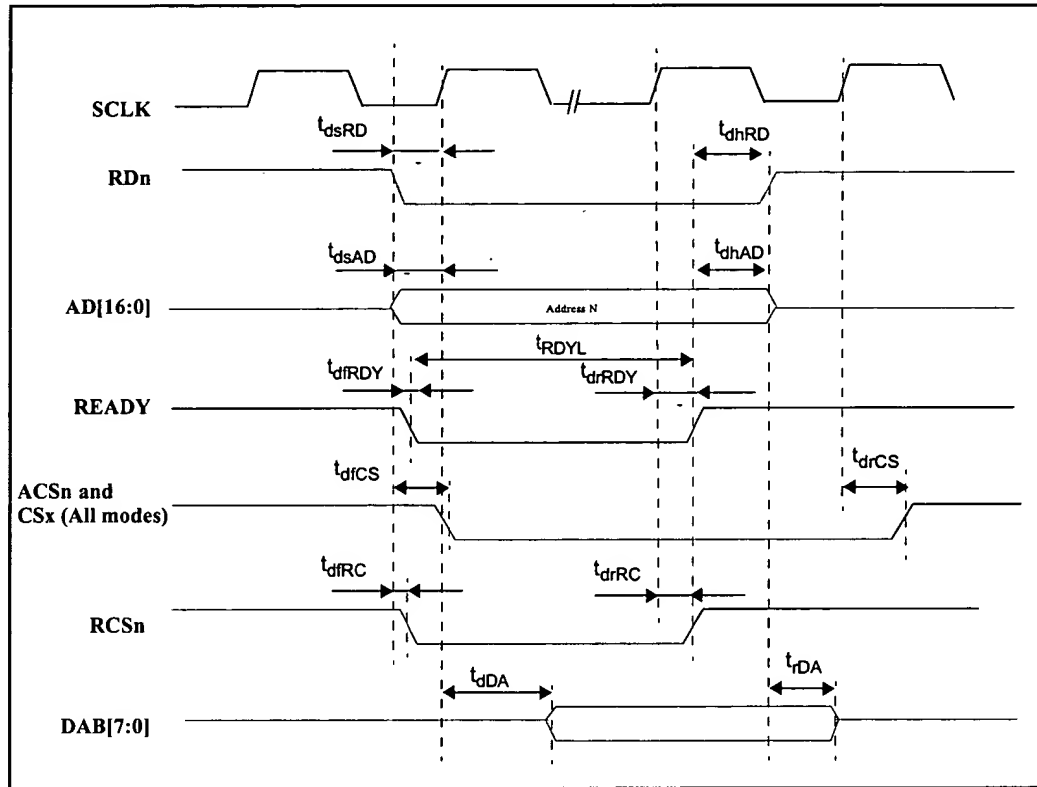 SCLK
tdsRD
tdhRD
RDn
tdsAD
tdhAD
AD[16:0]
Address N
tRDYL
tdfRDY
tdrRDY
READY
tdfCS
tdrCS
ACSn and
CSx (All modes)
tdfRC
tdrRC
RCSn
tdDA
trDA
DAB[7:0]